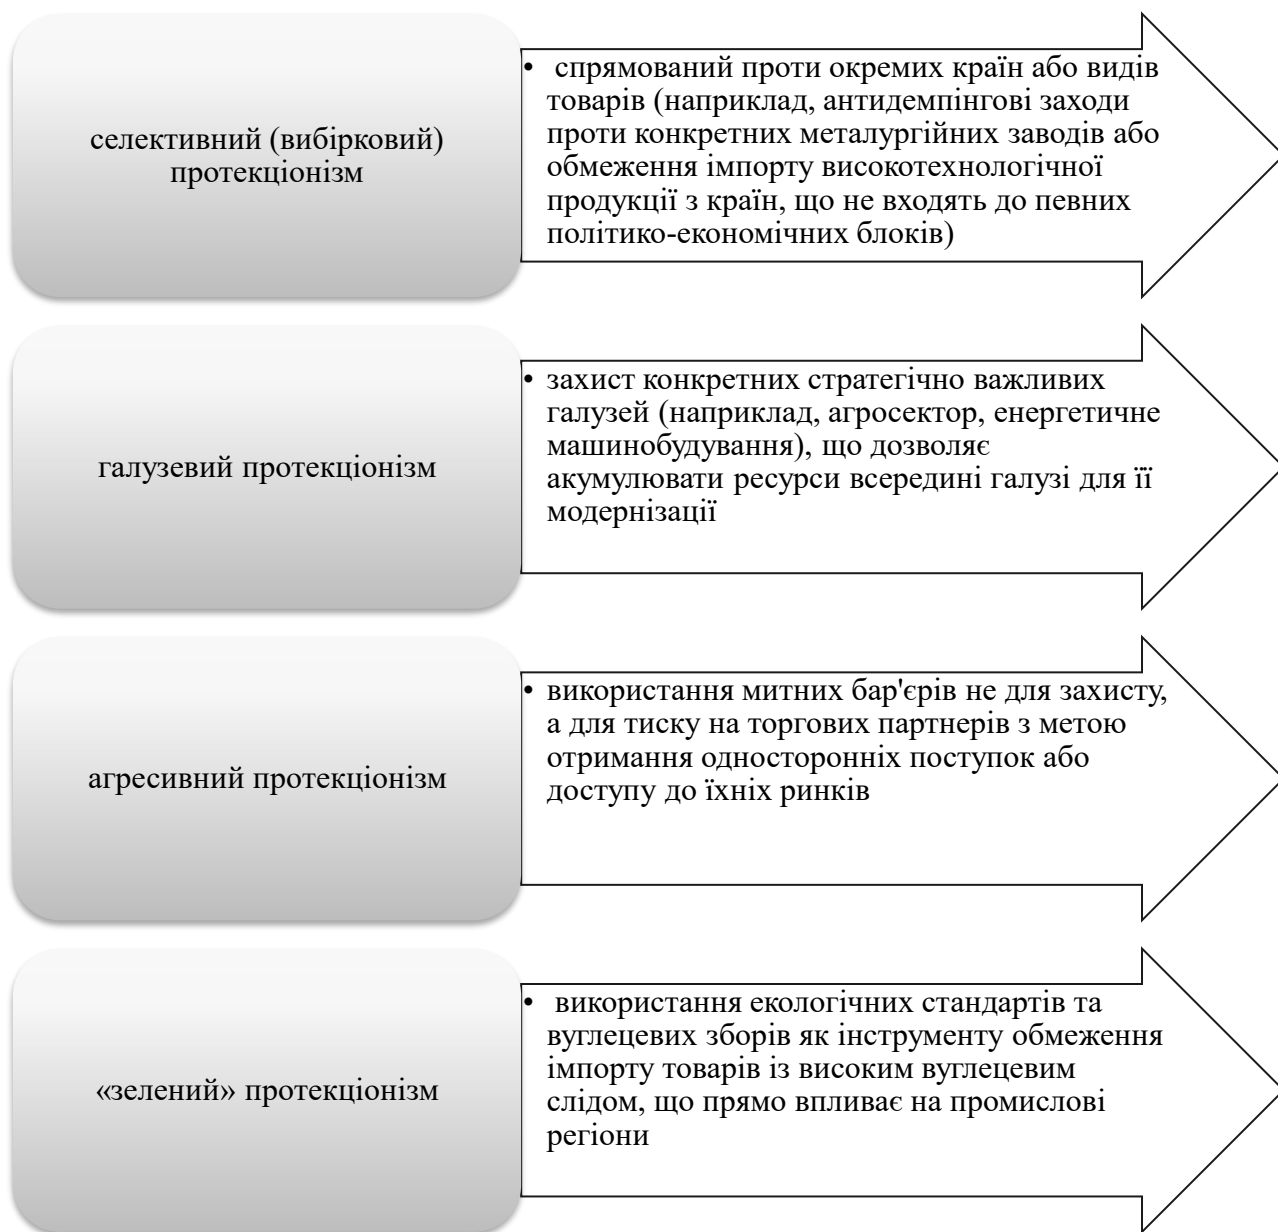 селективний (вибірковий)
протекціонізм
• спрямований проти окремих країн або видів
товарів (наприклад, антидемпінгові заходи
проти конкретних металургійних заводів або
обмеження імпорту високотехнологічної
продукції з країн, що не входять до певних
політико-економічних блоків)
галузевий протекціонізм
• захист конкретних стратегічно важливих
галузей (наприклад, агросектор, енергетичне
машинобудування), що дозволяє
акумулювати ресурси всередині галузі для її
модернізації
агресивний протекціонізм
• використання митних бар'єрів не для захисту,
а для тиску на торгових партнерів з метою
отримання односторонніх поступок або
доступу до їхніх ринків
«зелений» протекціонізм
• використання екологічних стандартів та
вуглецевих зборів як інструменту обмеження
імпорту товарів із високим вуглецевим
слідом, що прямо впливає на промислові
регіони